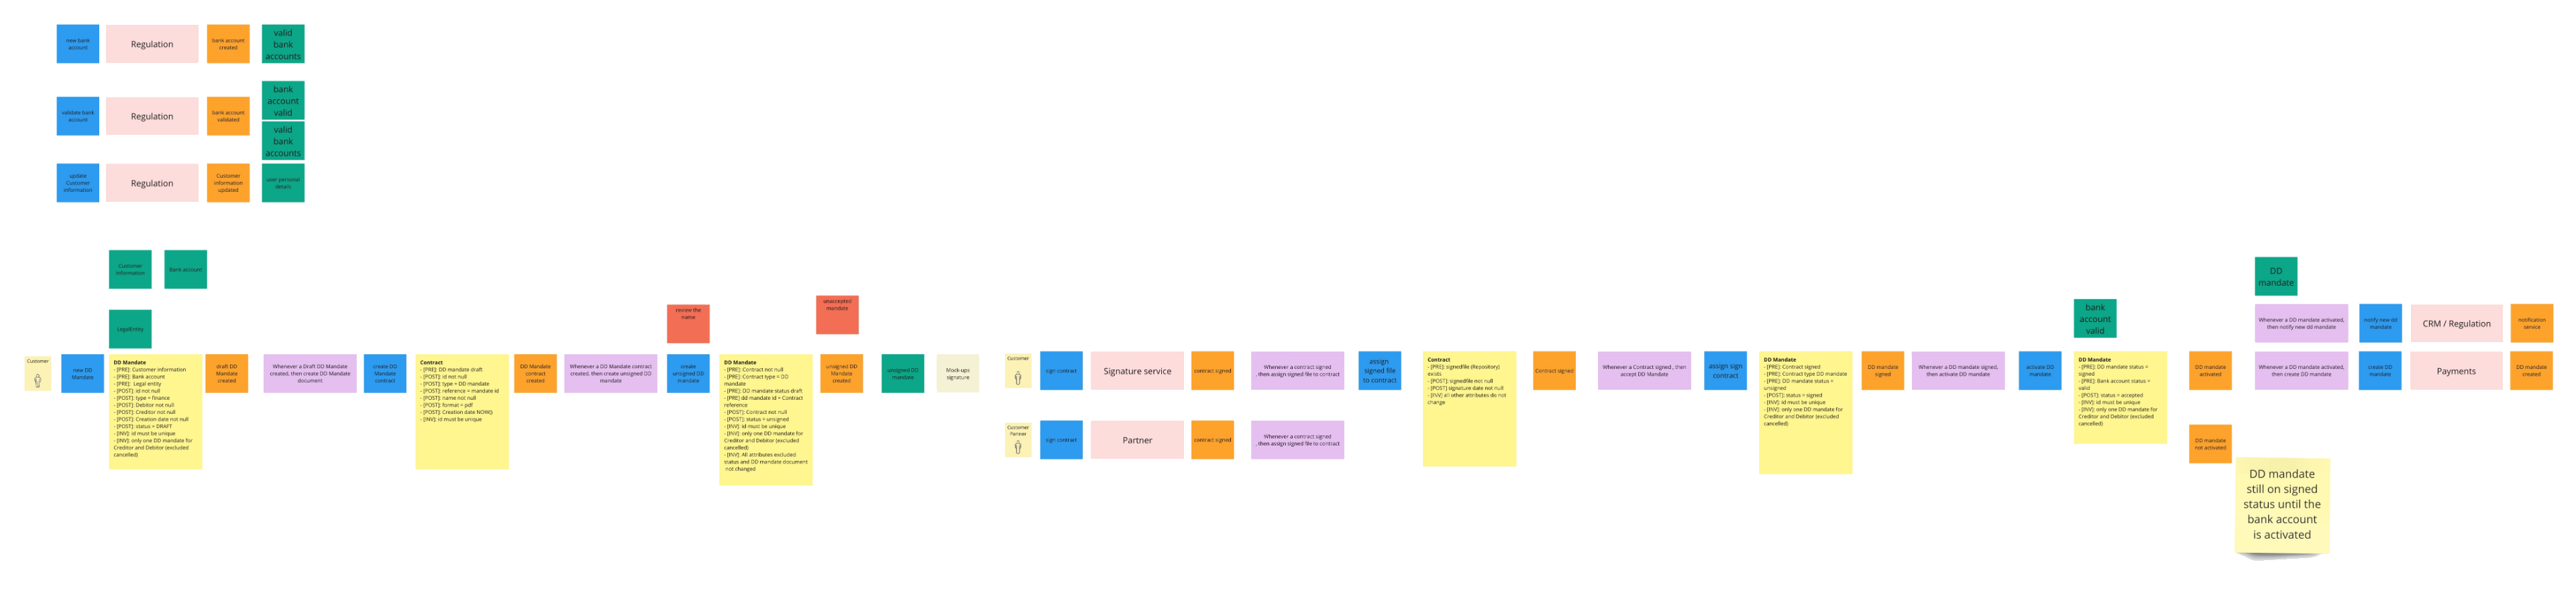 new bank
account
Regulation
bank account
created
valid
bank
accounts
validate bank
account
Regulation
bank account
validated
bank
account
valid
valid
bank
accounts
update
Customer
information
Regulation
Customer
information
updated
user personal
details
Customer
information
Bank account
LegalEntity
Customer
new DD
Mandate
DD Mandate
- [PRE]: Customer information
- [PRE]: Bank account
- [PRE]: Legal entity
- [POST]: id not null
- [POST]: type = finance
- [POST]: Debitor not null
- [POST]: Creditor not null
- [POST]: Creation date not null
- [POST]: status = DRAFT
- [INV]: id must be unique
- [INV]: only one DD mandate for
Creditor and Debitor (excluded
cancelled)
draft DD
Mandate
created
Whenever a Draft DD Mandate
created, then create DD Mandate
document
create DD
Mandate
contract
Contract
- [PRE]: DD mandate draft
- [POST]: id not null
- [POST]: type = DD mandate
- [POST]: reference = mandate id
- [POST]: name not null
- [POST]: format = pdf
- [POST]: Creation date NOW()
- [INV]: id must be unique
DD Mandate
contract
created
Whenever a DD Mandate contract
created, then create unsigned DD
mandate
review the
name
create
unsigned DD
mandate
DD Mandate
- [PRE]: Contract not null
- [PRE]: Contract type = DD
mandate
- [PRE]: DD mandate status draft
- [PRE] dd mandate id = Contract
reference
- [POST]: Contract not null
- [POST]: status = unsigned
- [INV]: id must be unique
- [INV]: only one DD mandate for
Creditor and Debitor (excluded
cancelled)
- [INV]: All attributes excluded
status and DD mandate document
not changed
unaccepted
mandate
unsigned DD
Mandate
created
unsigned DD
mandate
Mock-ups
signature
Customer
sign contract
Signature service
contract signed
Whenever a contract signed
, then assign signed file to contract
Customer
Partner
sign contract
Partner
contract signed
Whenever a contract signed
, then assign signed file to contract
assign
signed file
to contract
Contract
- [PRE]: signedfile (Repository)
exists
- [POST]: signedfile not null
- [POST] signature date not null
- [INV] all other attributes do not
change
Contract signed
Whenever a Contract signed , then
accept DD Mandate
assign sign
contract
DD Mandate
- [PRE]: Contract signed
- [PRE]: Contract type DD mandate
- [PRE]: DD mandate status =
unsigned
- [POST]: status = signed
- [INV]: id must be unique
- [INV]: only one DD mandate for
Creditor and Debitor (excluded
cancelled)
DD mandate
signed
Whenever a DD mandate signed,
then activate DD mandate
activate DD
mandate
bank
account
valid
DD Mandate
- [PRE]: DD mandate status =
signed
- [PRE]: Bank account status =
valid
- [POST]: status = accepted
- [INV]: id must be unique
- [INV]: only one DD mandate for
Creditor and Debitor (excluded
cancelled)
DD mandate
activated
DD mandate
not activated
DD mandate
still on signed
status until the
bank account
is activated
DD
mandate
Whenever a DD mandate activated,
then notify new dd mandate
notify new dd
mandate
CRM / Regulation
notification
service
Whenever a DD mandate activated,
then create DD mandate
create DD
mandate
Payments
DD mandate
created